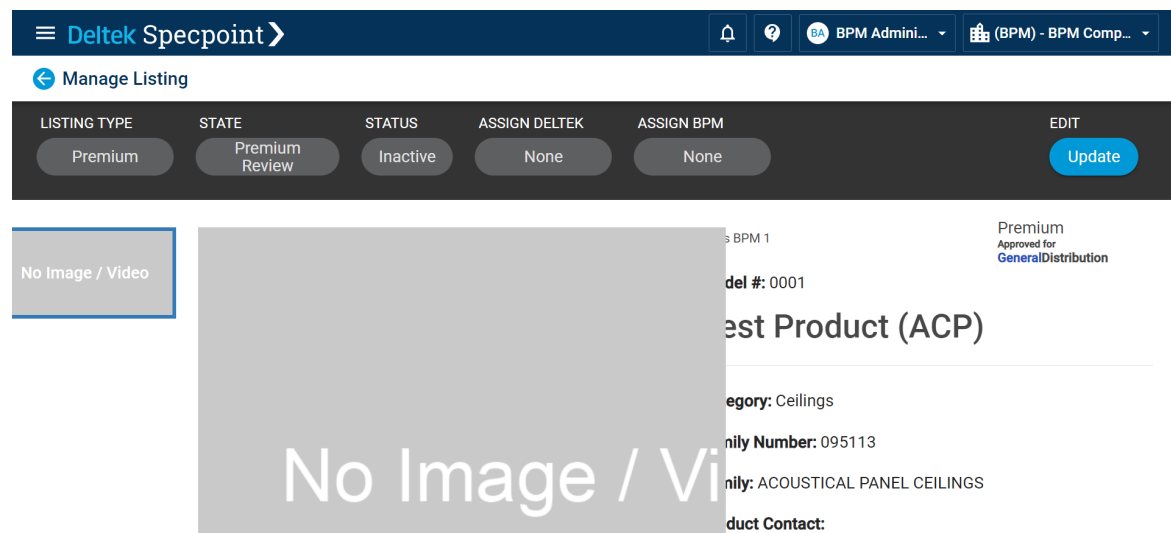 Deltek Specpoint
BA BPM Admini... (BPM) - BPM Comp...
Manage Listing
LISTING TYPE STATE STATUS ASSIGN DELTEK ASSIGN BPM EDIT
Premium Premium Review Inactive None None Update
No Image / Video
No Image / Vi
s BPM 1
del #: 0001
est Product (ACP)
Premium
Approved for
GeneralDistribution
egory: Ceilings
mily Number: 095113
mily: ACOUSTICAL PANEL CEILINGS
duct Contact: